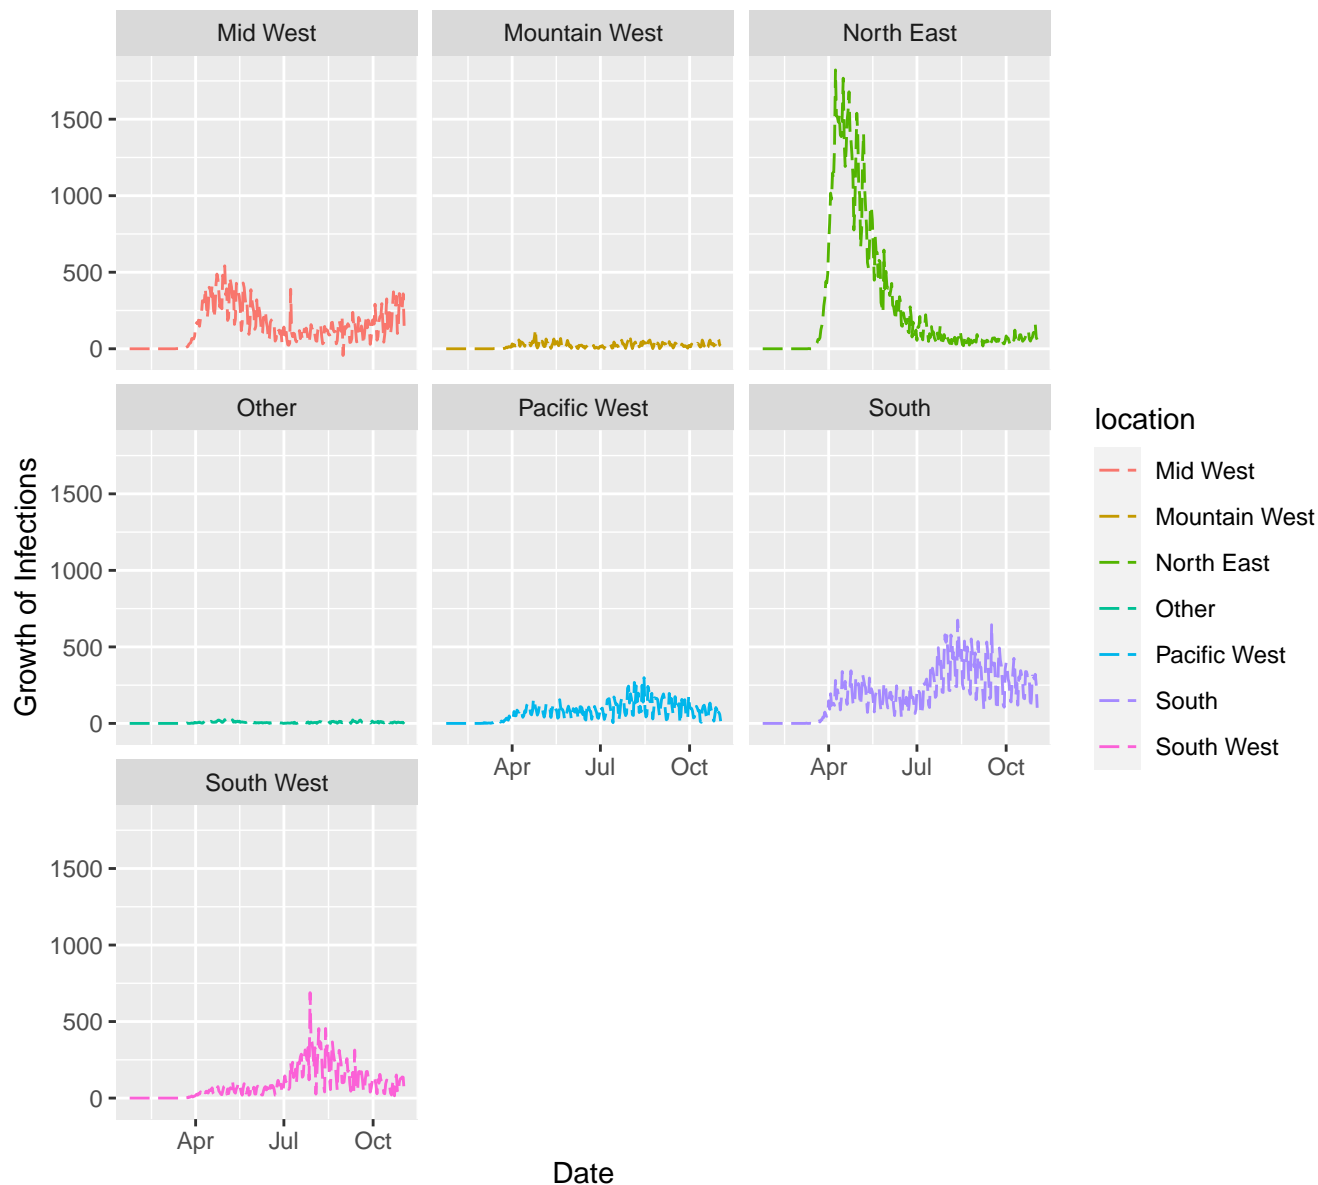 Mid West
Mountain West
North East
1500
1000
500
0
Other
Pacific West
South
1500
1000
500
0
Apr
Jul
Oct
Apr
Jul
Oct
South West
1500
1000
500
0
Apr
Jul
Oct
Date
Growth of Infections
location
Mid West
Mountain West
North East
Other
Pacific West
South
South West